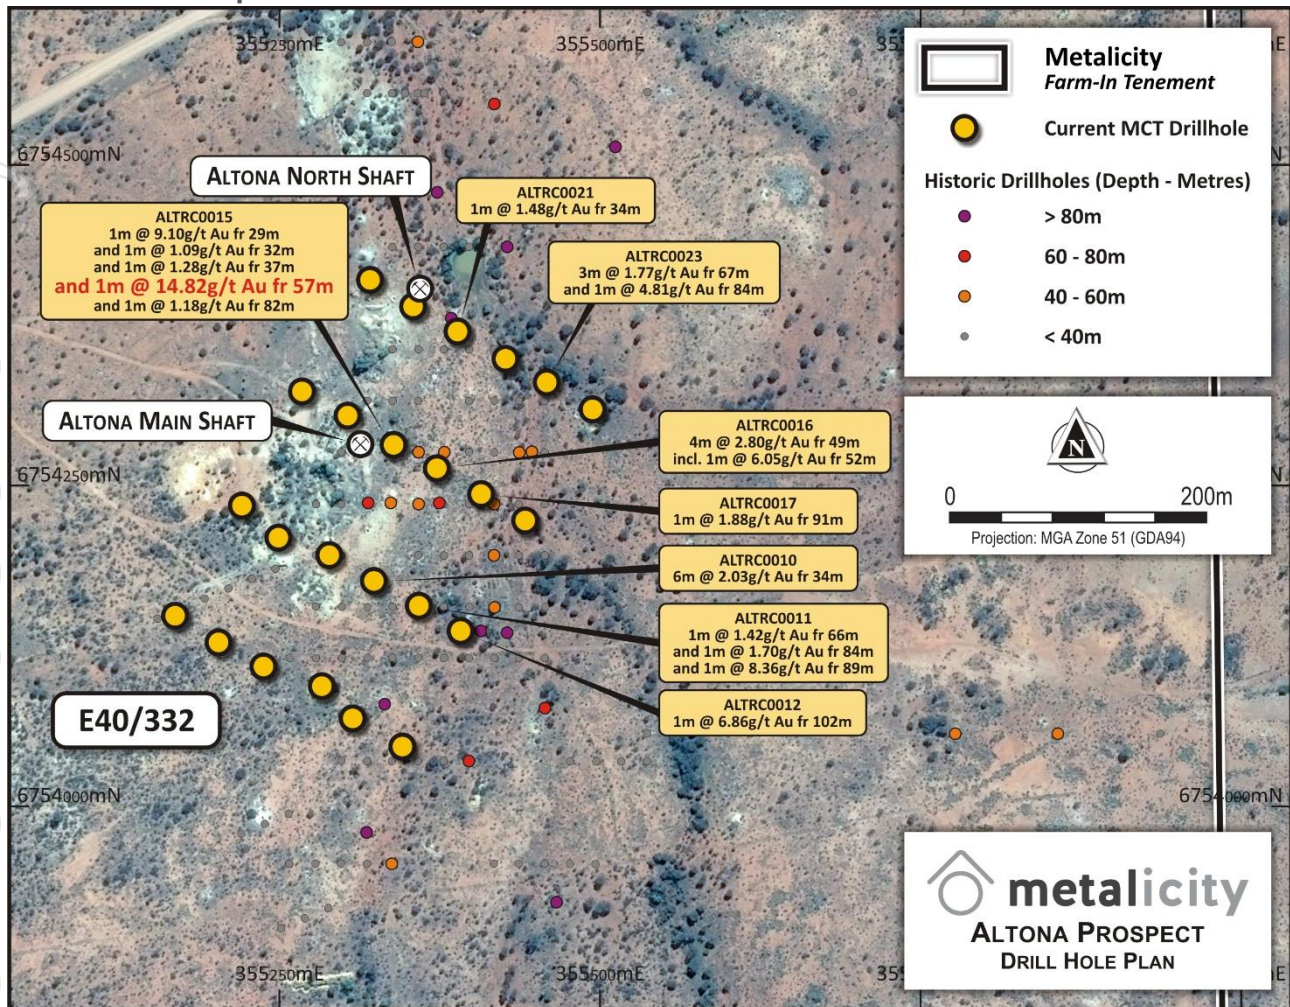 355250mE
355500mE
6754500mN
ALTONA NORTH SHAFT
ALTRC0021
1m @ 1.48g/t Au fr 34m
ALTRC0015
1m @ 9.10g/t Au fr 29m
and 1m @ 1.09g/t Au fr 32m
and 1m @ 1.28g/t Au fr 37m
and 1m @ 14.82g/t Au fr 57m
and 1m @ 1.18g/t Au fr 82m
ALTRC0023
3m @ 1.77g/t Au fr 67m
and 1m @ 4.81g/t Au fr 84m
ALTONA MAIN SHAFT
ALTRC0016
4m @ 2.80g/t Au fr 49m
incl. 1m @ 6.05g/t Au fr 52m
6754250mN
ALTRC0017
1m @ 1.88g/t Au fr 91m
ALTRC0010
6m @ 2.03g/t Au fr 34m
ALTRC0011
1m @ 1.42g/t Au fr 66m
and 1m @ 1.70g/t Au fr 84m
and 1m @ 8.36g/t Au fr 89m
ALTRC0012
1m @ 6.86g/t Au fr 102m
E40/332
6754000mN
6754000mN
355250mE
355500mE
Metalicity
Farm-In Tenement
Current MCT Drillhole
Historic Drillholes (Depth - Metres)
> 80m
60 - 80m
40 - 60m
< 40m
N
0 200m
Projection: MGA Zone 51 (GDA94)
metalicity
ALTONA PROSPECT
DRILL HOLE PLAN